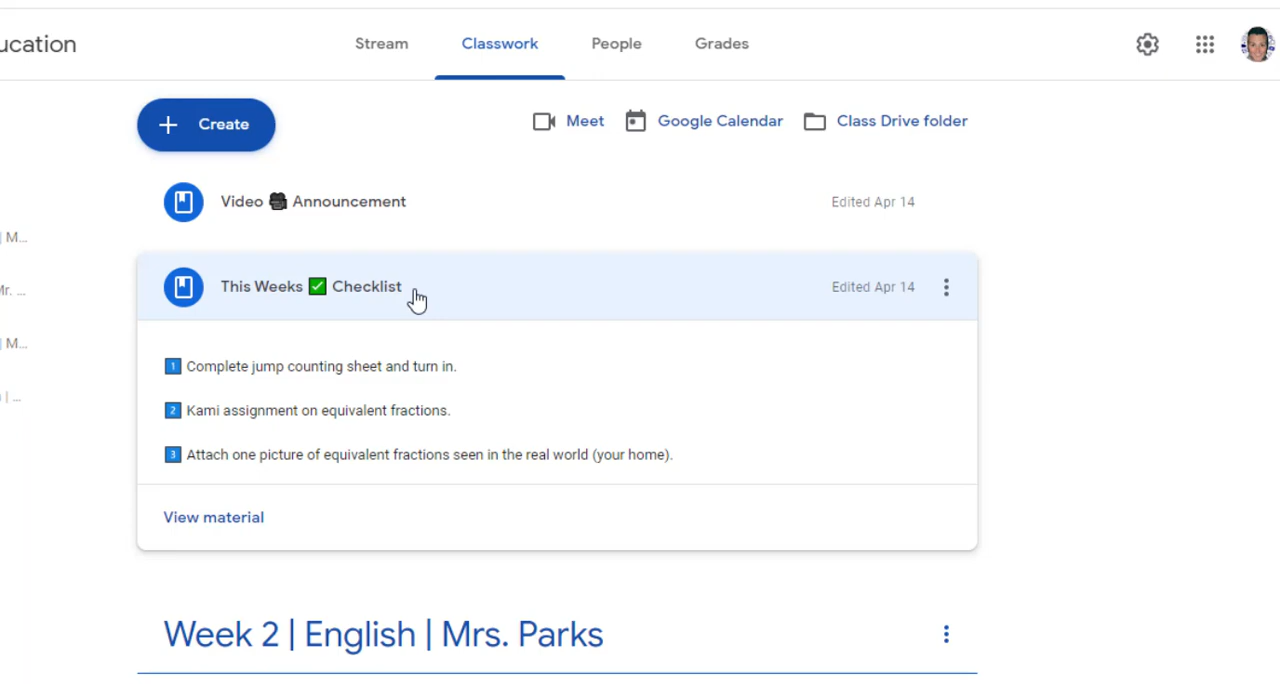 ucation
Stream
Classwork
People
Grades
Create
Meet
Google Calendar
Class Drive folder
Video 🎥 Announcement
Edited Apr 14
This Weeks ✅ Checklist
Edited Apr 14
1️⃣ Complete jump counting sheet and turn in.
2️⃣ Kami assignment on equivalent fractions.
3️⃣ Attach one picture of equivalent fractions seen in the real world (your home).
View material
Week 2 | English | Mrs. Parks
| M...
Mr. ...
| M...
| ...